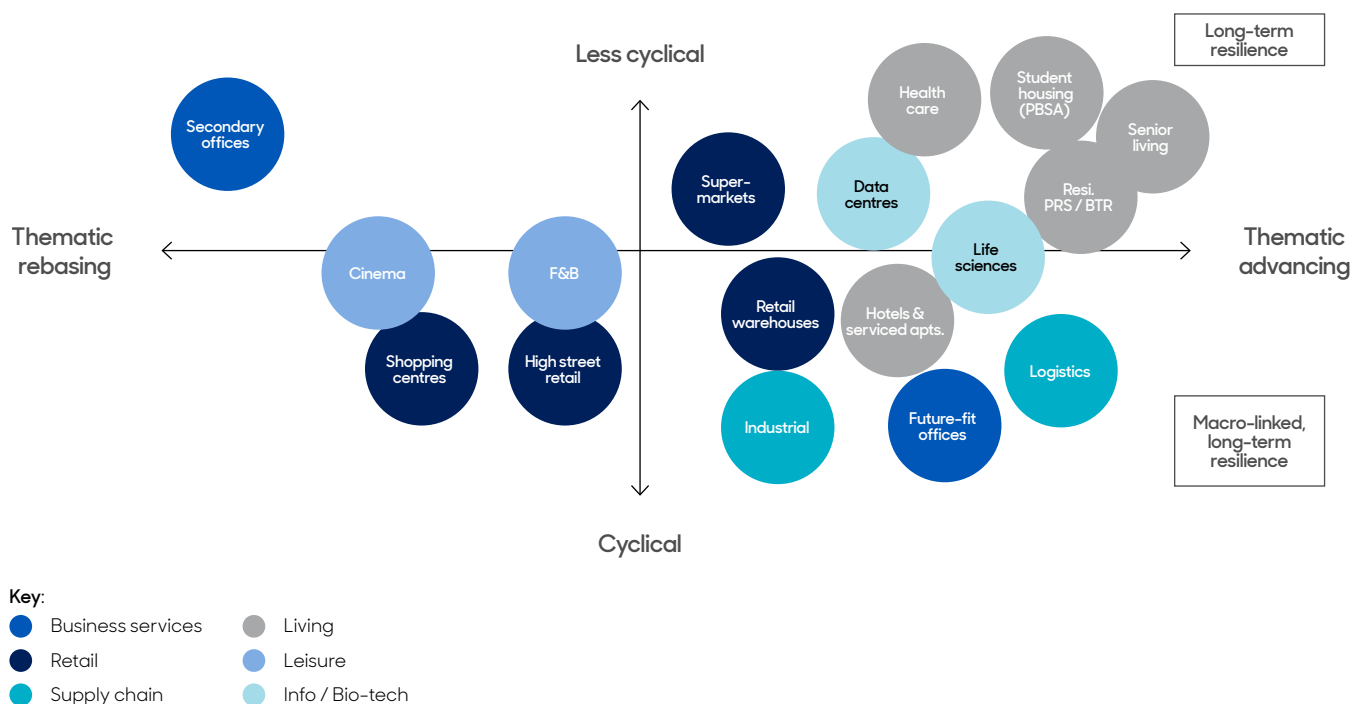 Less cyclical
Long-term
resilience
Thematic
rebasing
Thematic
advancing
Secondary
offices
Cinema
F&B
Shopping
centres
High street
retail
Super-
markets
Data
centres
Health
care
Student
housing
(PBSA)
Senior
living
Resi.
PRS / BTR
Life
sciences
Retail
warehouses
Hotels &
serviced apts.
Logistics
Industrial
Future-fit
offices
Macro-linked,
long-term
resilience
Cyclical
Key:
Business services
Retail
Supply chain
Living
Leisure
Info / Bio-tech